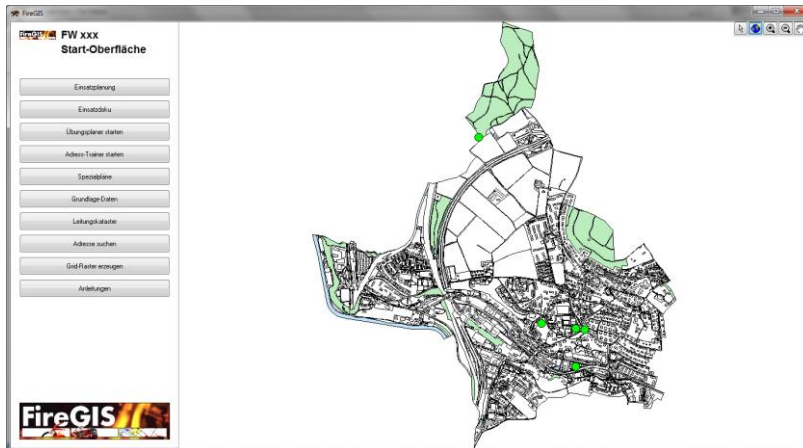 FireGIS
FireGIS
FW xxx
Start-Oberfläche
Einsatzplanung
Einsatzdoku
Übungsplaner starten
Adress-Trainer starten
Spezialpläne
Grundlage-Daten
Leitungskataster
Adresse suchen
Grid-Raster erzeugen
Anleitungen
FireGIS